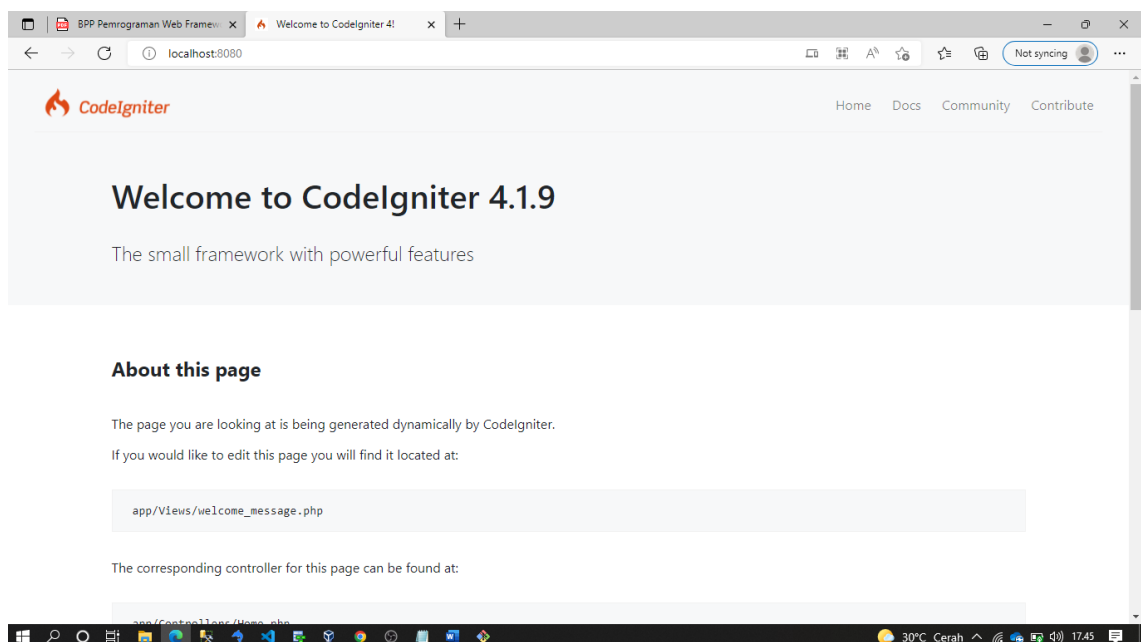 BPP Pemrograman Web Framew
Welcome to CodeIgniter 4!
localhost:8080
Not syncing
CodeIgniter
Home Docs Community Contribute
Welcome to CodeIgniter 4.1.9
The small framework with powerful features
About this page
The page you are looking at is being generated dynamically by CodeIgniter.
If you would like to edit this page you will find it located at:
app/Views/welcome_message.php
The corresponding controller for this page can be found at:
app/Controllers/Home.php
30°C Cerah 17.45